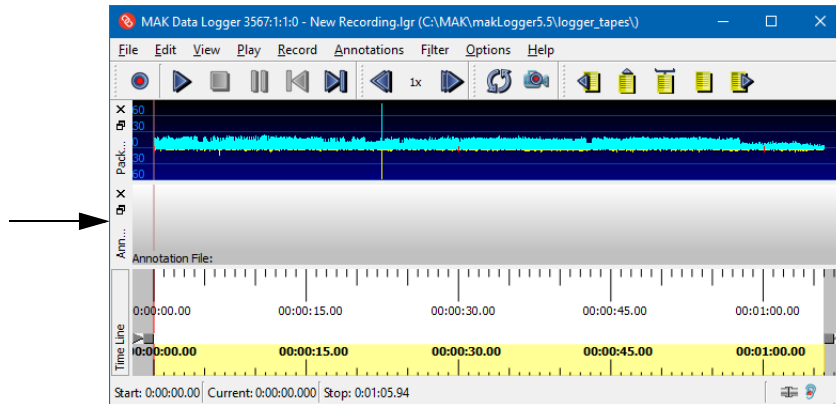 MAK Data Logger 3567:1:1:0 - New Recording.lgr (C:\MAK\makLogger5.5\logger_tapes\)
File Edit View Play Record Annotations Filter Options Help
1x
60
30
0
30
60
Pack...
Ann...
Annotation File:
0:00:00.00 00:00:15.00 00:00:30.00 00:00:45.00 00:01:00.00
Time Line
0:00:00.00 00:00:15.00 00:00:30.00 00:00:45.00 00:01:00.00
Start: 0:00:00.00 Current: 0:00:00.000 Stop: 0:01:05.94